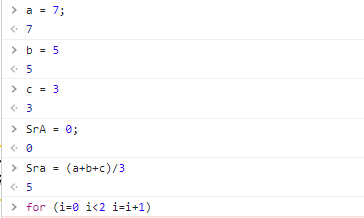 > a = 7;
<· 7
> b = 5
<· 5
> c = 3
<· 3
> SrA = 0;
<· 0
> Sra = (a+b+c)/3
<· 5
> for (i=0 i<2 i=i+1)